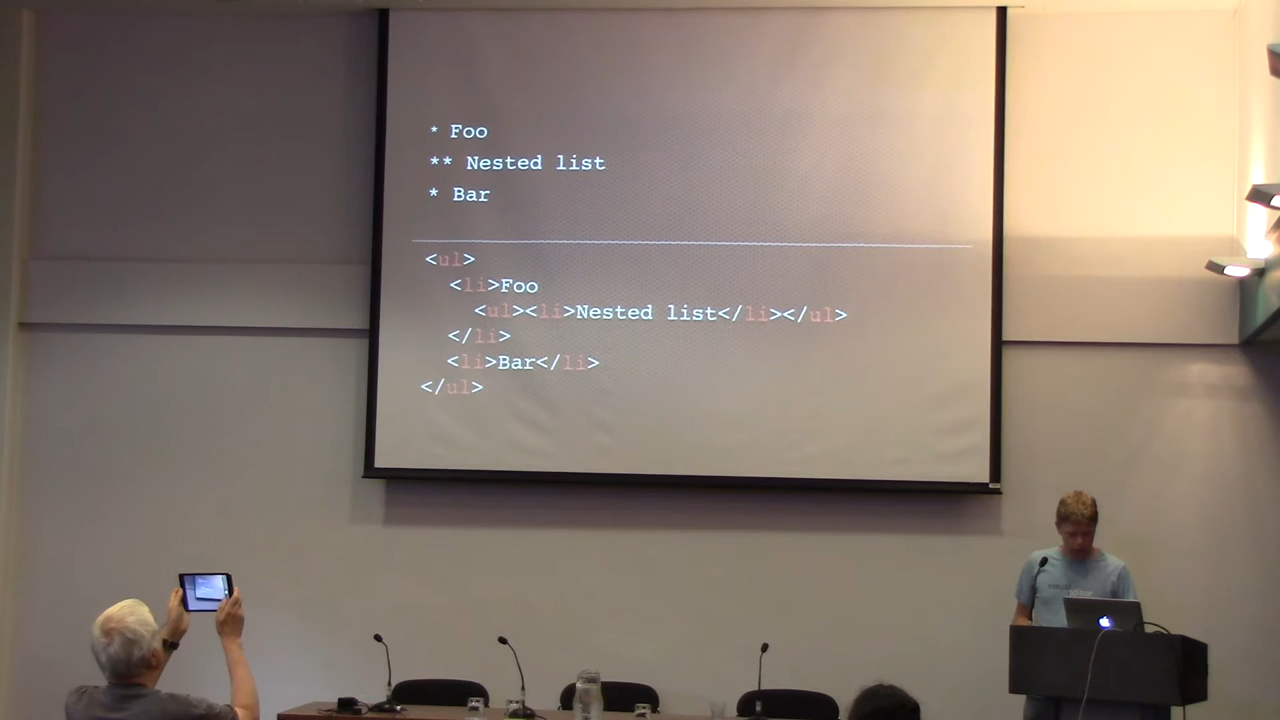 * Foo
** Nested list
* Bar
<ul>
<li>Foo
<ul><li>Nested list</li></ul>
</li>
<li>Bar</li>
</ul>